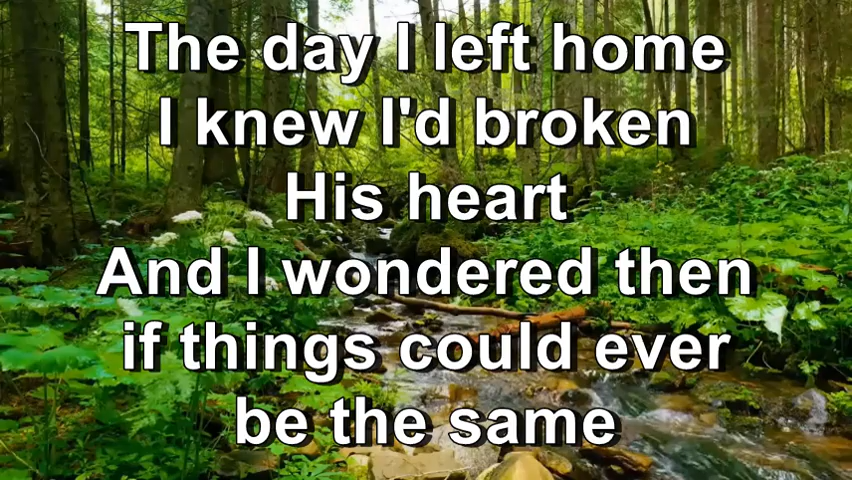 The day I left home
I knew I'd broken
His heart
And I wondered then
if things could ever
be the same